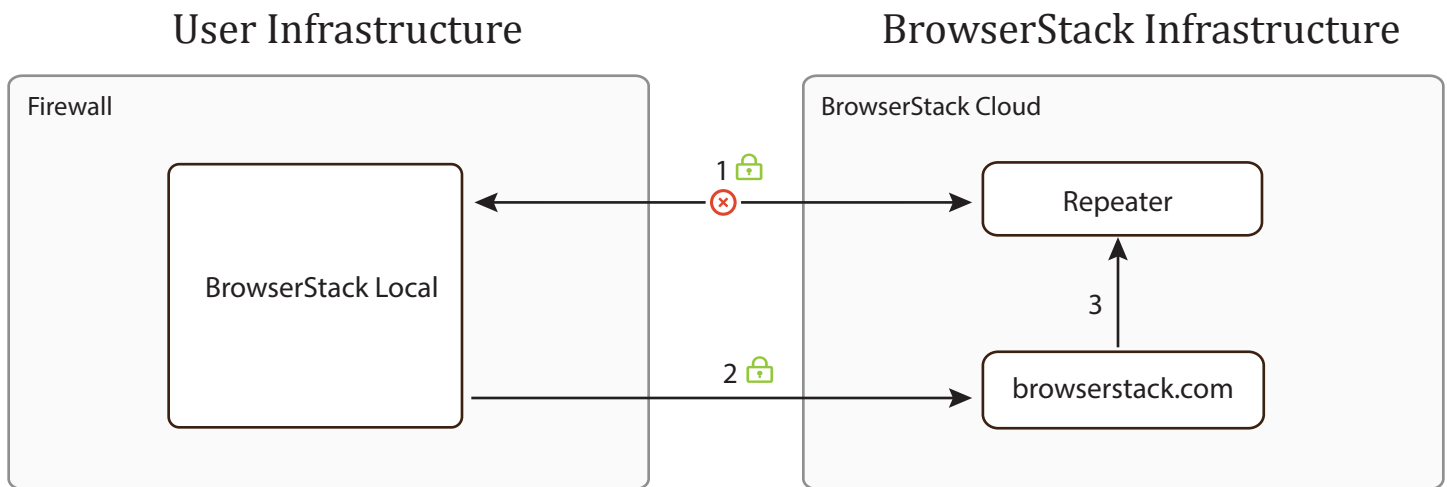 User Infrastructure
BrowserStack Infrastructure
Firewall
BrowserStack Cloud
1
Repeater
BrowserStack Local
3
2
browserstack.com